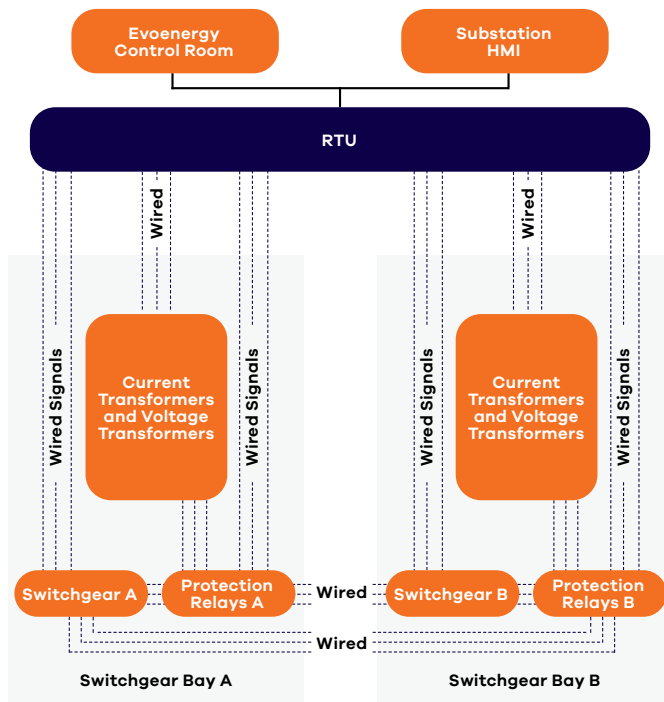 Evoenergy
Control Room
Substation
HMI
RTU
Wired
Wired
Wired Signals
Current
Transformers
and Voltage
Transformers
Wired Signals
Wired Signals
Current
Transformers
and Voltage
Transformers
Wired Signals
Switchgear A
Protection
Relays A
Wired
Switchgear B
Protection
Relays B
Wired
Switchgear Bay A
Switchgear Bay B